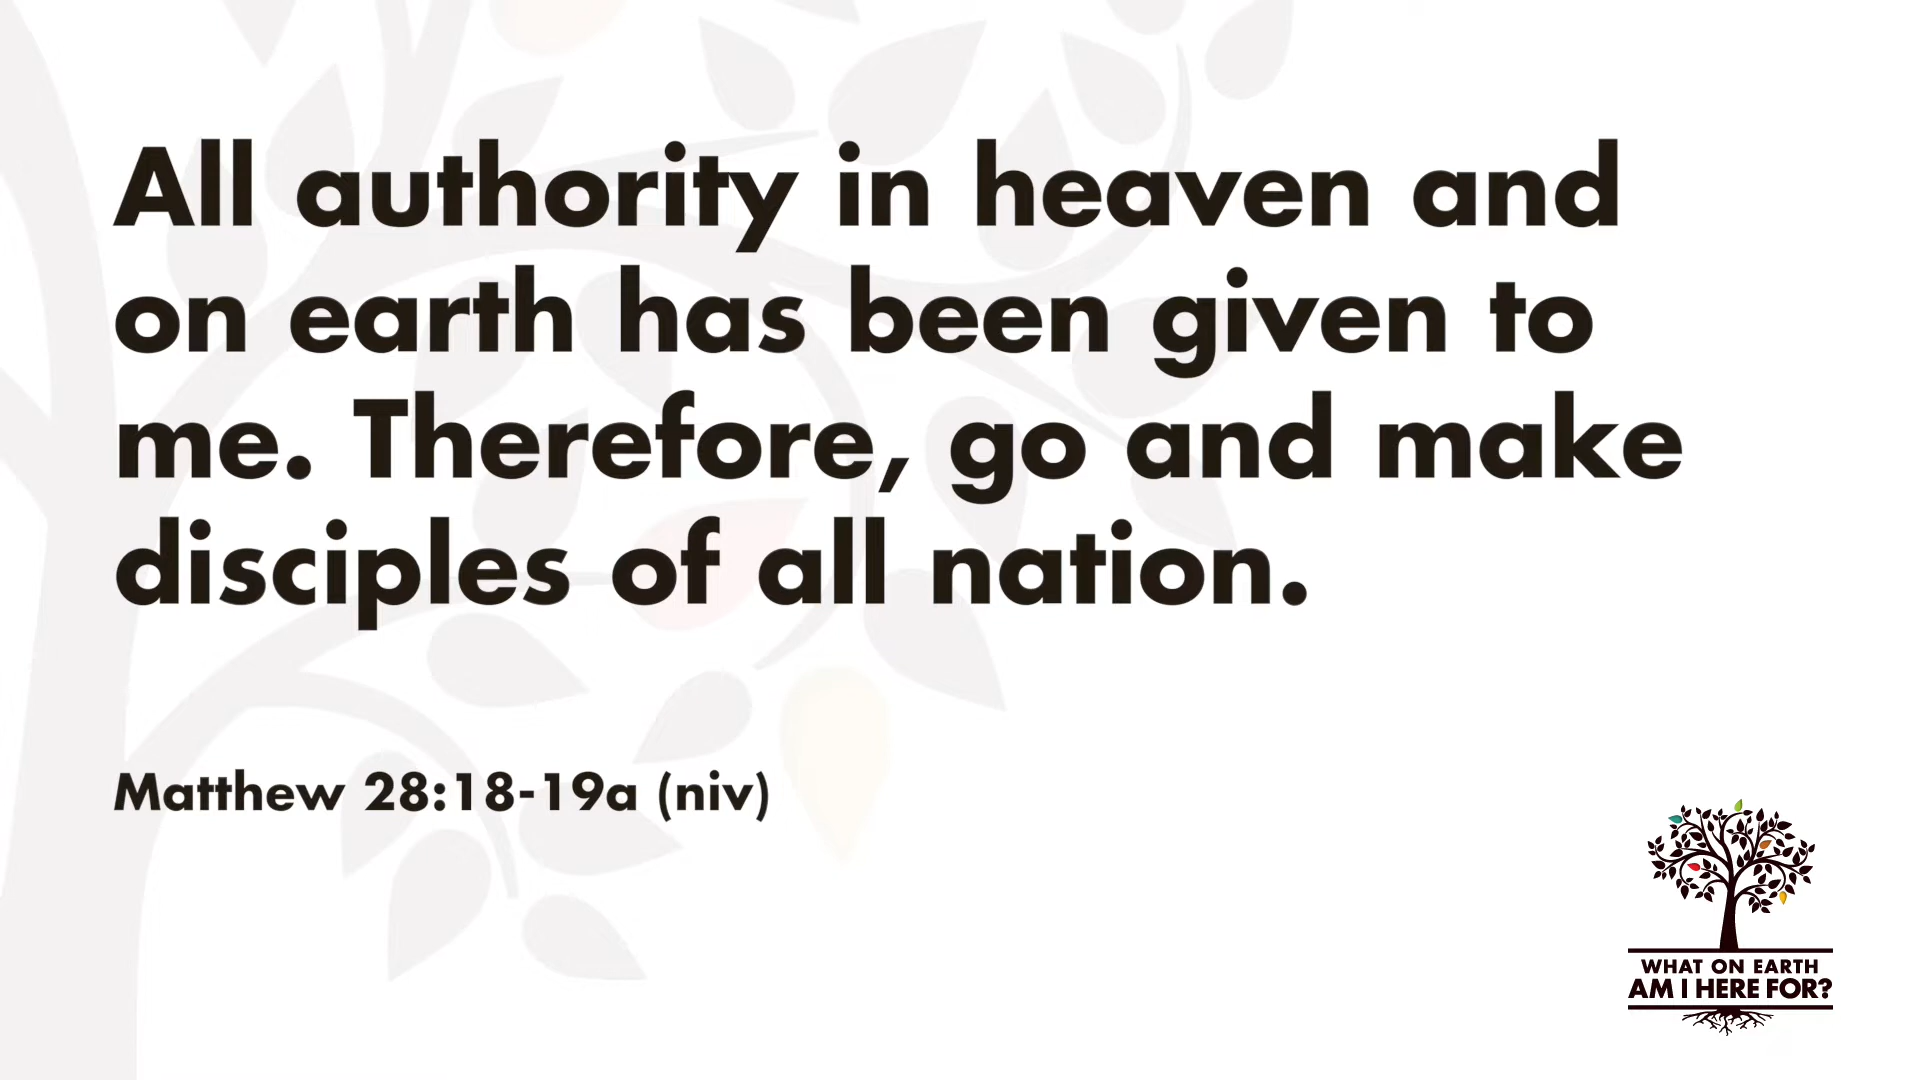 All authority in heaven and
on earth has been given to
me. Therefore, go and make
disciples of all nation.
Matthew 28:18-19a (niv)
WHAT ON EARTH
AM I HERE FOR?